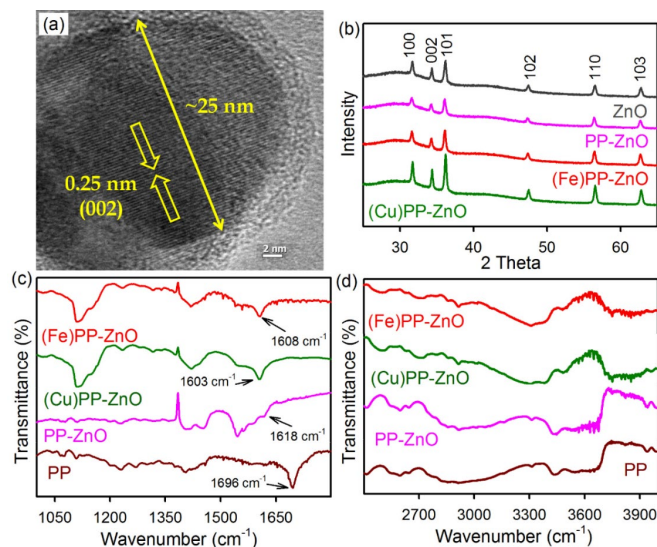 (a)
~25 nm
0.25 nm
(002)
2 nm
(b)
100
002
101
102
110
103
ZnO
PP-ZnO
(Fe)PP-ZnO
(Cu)PP-ZnO
Intensity
30
40
50
60
2 Theta
(c)
(Fe)PP-ZnO
1608 cm⁻¹
(Cu)PP-ZnO
1603 cm⁻¹
PP-ZnO
1618 cm⁻¹
PP
1696 cm⁻¹
Transmittance (%)
1050
1200
1350
1500
1650
Wavenumber (cm⁻¹)
(d)
(Fe)PP-ZnO
(Cu)PP-ZnO
PP-ZnO
PP
Transmittance (%)
2700
3000
3300
3600
3900
Wavenumber (cm⁻¹)